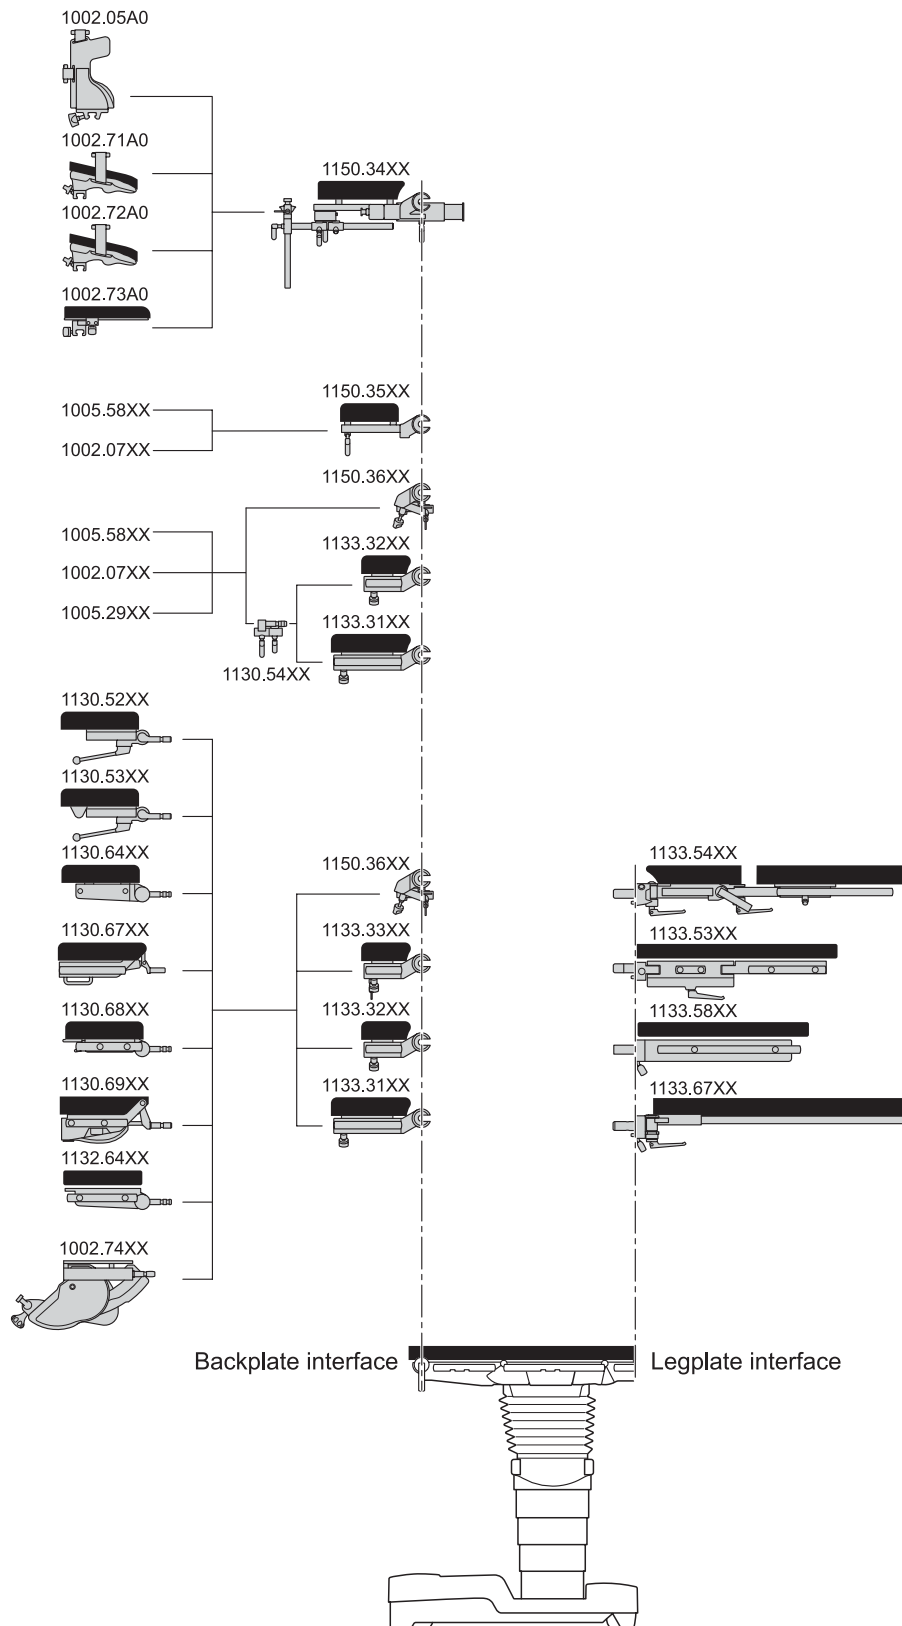 1002.05A0
1002.71A0
1150.34XX
1002.72A0
1002.73A0
1150.35XX
1005.58XX
1002.07XX
1150.36XX
1005.58XX
1133.32XX
1002.07XX
1005.29XX
1133.31XX
1130.54XX
1130.52XX
1130.53XX
1130.64XX
1150.36XX
1133.54XX
1130.67XX
1133.33XX
1133.53XX
1130.68XX
1133.32XX
1133.58XX
1130.69XX
1133.31XX
1133.67XX
1132.64XX
1002.74XX
Backplate interface
Legplate interface